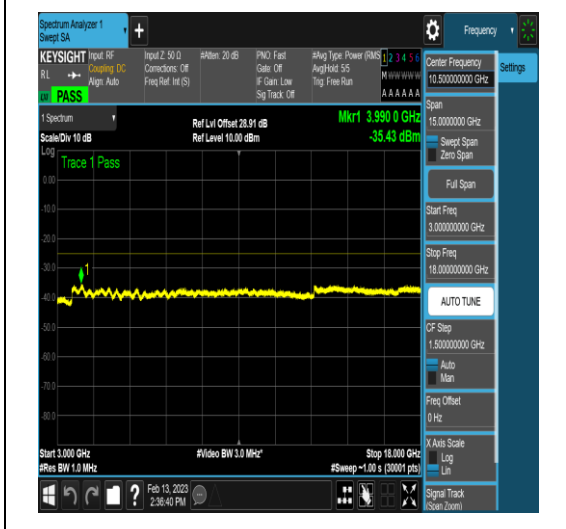 Spectrum Analyzer 1
Swept SA
+
Frequency
KEYSIGHT
RL
PASS
Input: RF
Coupling: DC
Align: Auto
Input Z: 50 Ω
Corrections: Off
Freq Ref: Int (S)
#Atten: 20 dB
PNO: Fast
Gate: Off
IF Gain: Low
Sig Track: Off
#Avg Type: Power (RMS)
Avg|Hold: 5/5
Trig: Free Run
1 2 3 4 5 6
M W W W W W
A A A A A A
1 Spectrum
Scale/Div 10 dB
Log
Ref Lvl Offset 28.91 dB
Ref Level 10.00 dBm
Mkr1 3.990 0 GHz
-35.43 dBm
Trace 1 Pass
0.00
-10.0
-20.0
-30.0
-40.0
-50.0
-60.0
-70.0
-80.0
1
Start 3.000 GHz
#Res BW 1.0 MHz
#Video BW 3.0 MHz*
Stop 18.000 GHz
#Sweep ~1.00 s (30001 pts)
?
Feb 13, 2023
2:36:40 PM
Center Frequency
10.500000000 GHz
Settings
Span
15.0000000 GHz
Swept Span
Zero Span
Full Span
Start Freq
3.000000000 GHz
Stop Freq
18.000000000 GHz
AUTO TUNE
CF Step
1.500000000 GHz
Auto
Man
Freq Offset
0 Hz
X Axis Scale
Log
Lin
Signal Track
(Span Zoom)